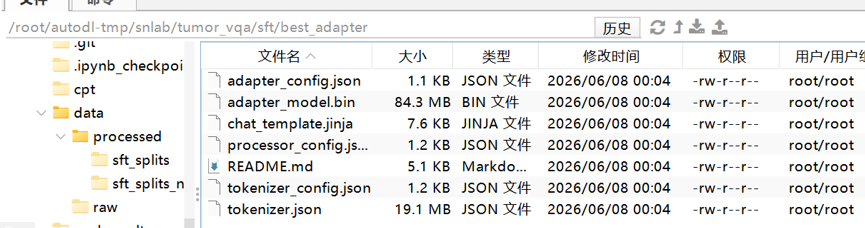 文件 命令
/root/autodl-tmp/snlab/tumor_vqa/sft/best_adapter 历史
.git
.ipynb_checkpoi
cpt
data
processed
sft_splits
sft_splits_n
raw
文件名 大小 类型 修改时间 权限 用户/用户组
adapter_config.json 1.1 KB JSON 文件 2026/06/08 00:04 -rw-r--r-- root/root
adapter_model.bin 84.3 MB BIN 文件 2026/06/08 00:04 -rw-r--r-- root/root
chat_template.jinja 7.6 KB JINJA 文件 2026/06/08 00:04 -rw-r--r-- root/root
processor_config.js... 1.2 KB JSON 文件 2026/06/08 00:04 -rw-r--r-- root/root
README.md 5.1 KB Markdo... 2026/06/08 00:04 -rw-r--r-- root/root
tokenizer_config.json 1.2 KB JSON 文件 2026/06/08 00:04 -rw-r--r-- root/root
tokenizer.json 19.1 MB JSON 文件 2026/06/08 00:04 -rw-r--r-- root/root